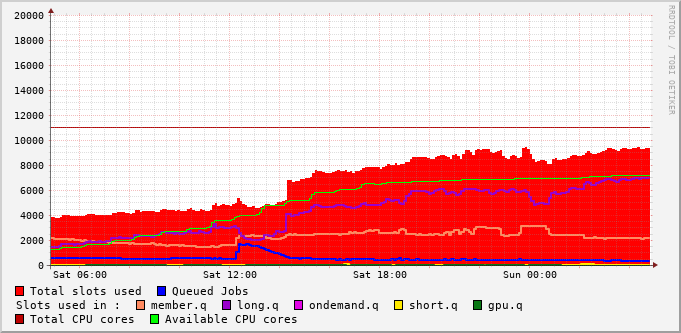 20000
18000
16000
14000
12000
10000
8000
6000
4000
2000
0
Sat 06:00 Sat 12:00 Sat 18:00 Sun 00:00
Total slots used Queued Jobs
Slots used in : member.q long.q ondemand.q short.q gpu.q
Total CPU cores Available CPU cores
RRDTOOL / TOBI OETIKER